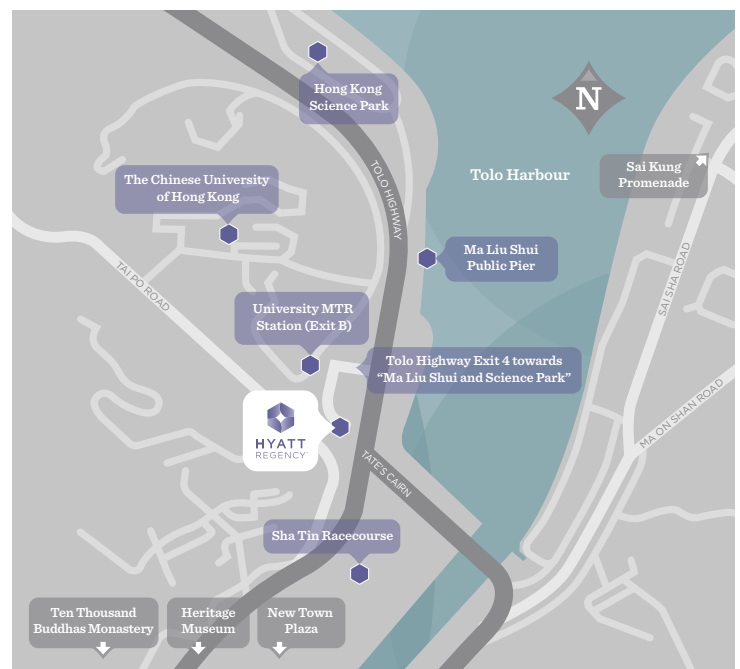 Hong Kong
Science Park
N
TOLO HIGHWAY
Tolo Harbour
Sai Kung
Promenade
The Chinese University
of Hong Kong
Ma Liu Shui
Public Pier
SAI SHA ROAD
TAI PO ROAD
University MTR
Station (Exit B)
Tolo Highway Exit 4 towards
“Ma Liu Shui and Science Park”
MA ON SHAN ROAD
HYATT
REGENCY
TATE'S CAIRN
Sha Tin Racecourse
Ten Thousand
Buddhas Monastery
Heritage
Museum
New Town
Plaza